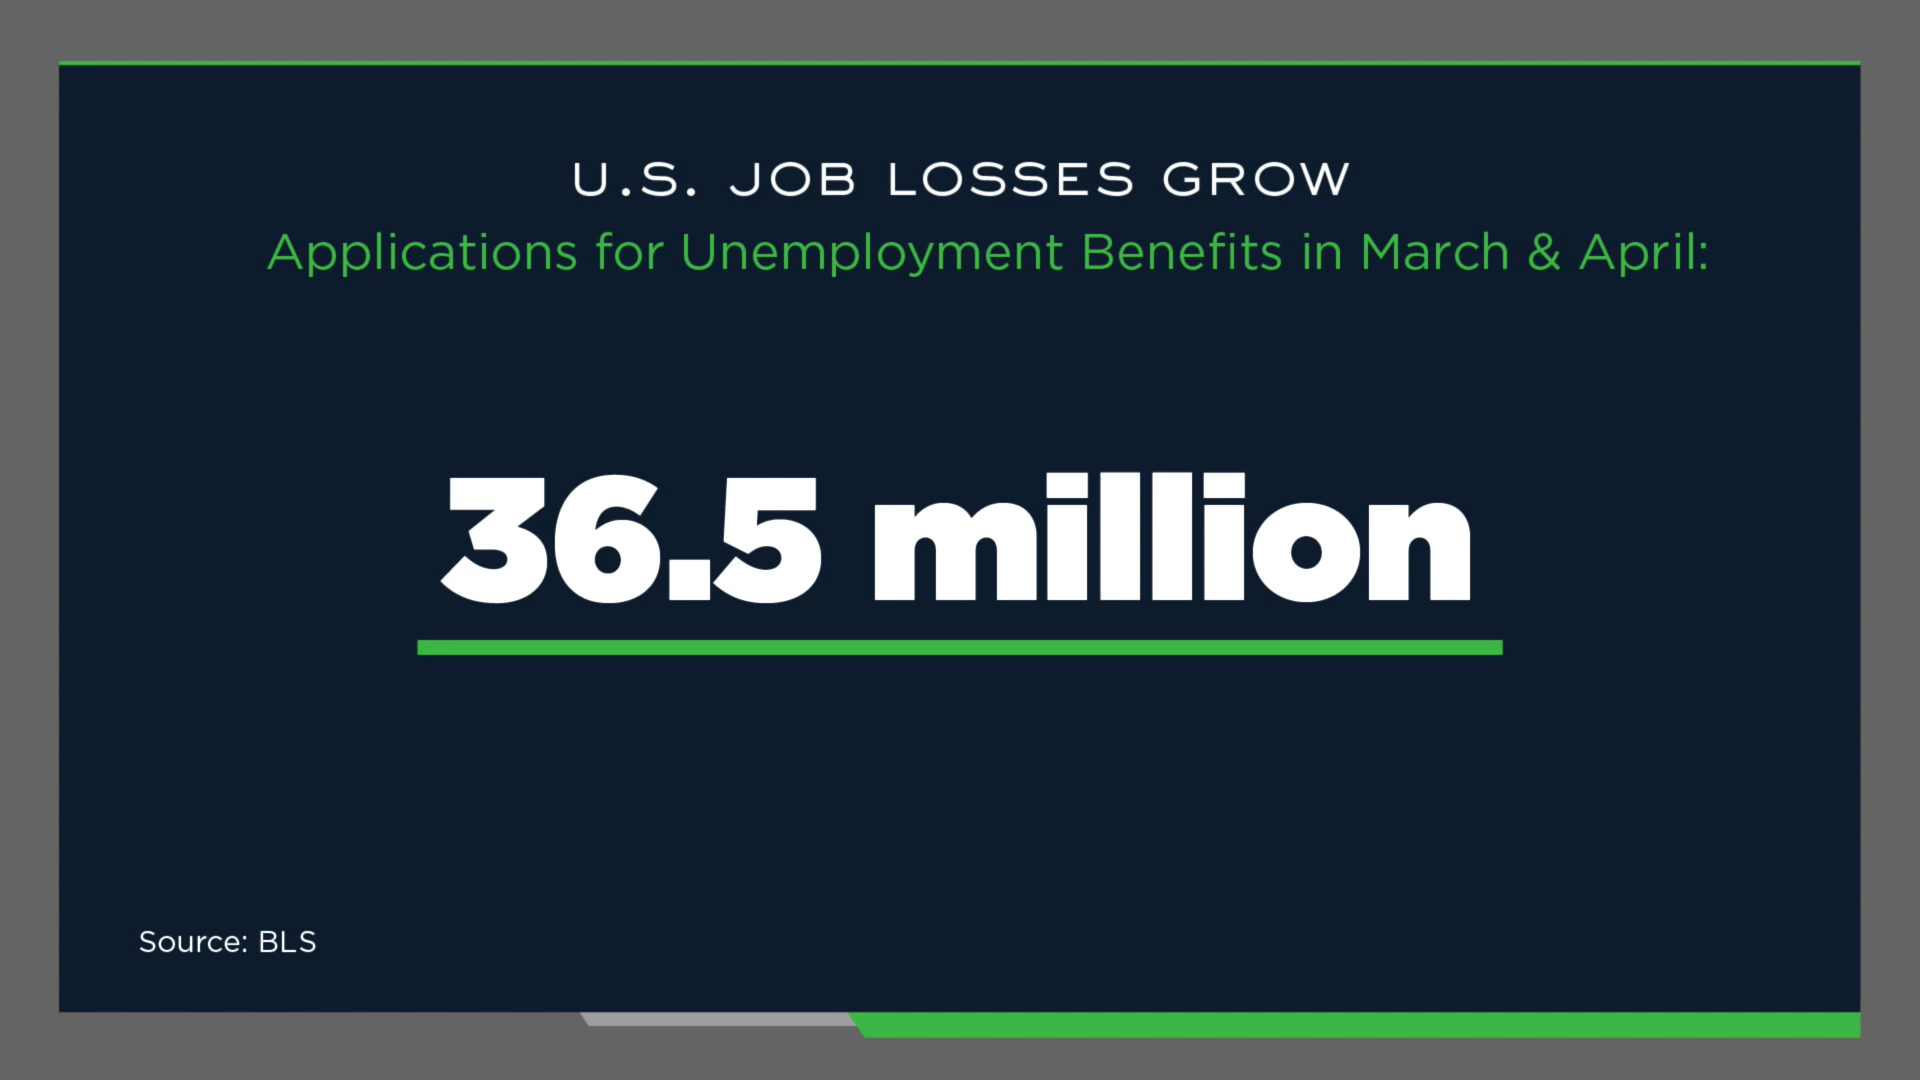 U.S. JOB LOSSES GROW
Applications for Unemployment Benefits in March & April:
36.5 million
Source: BLS